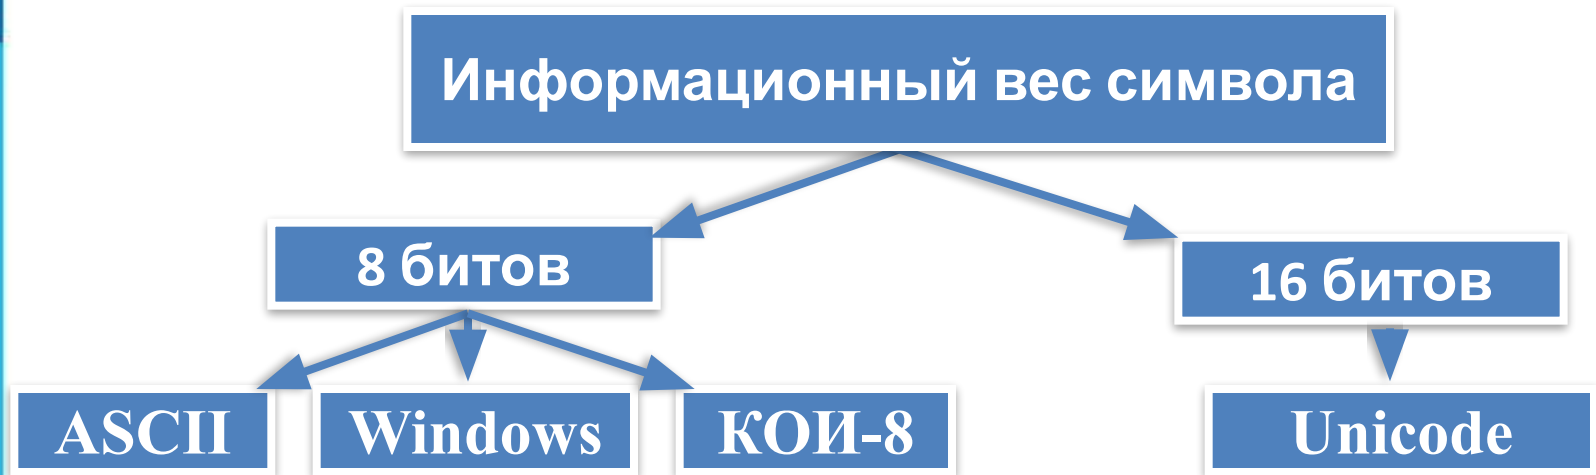 Информационный вес символа
8 битов
16 битов
ASCII
Windows
КОИ-8
Unicode